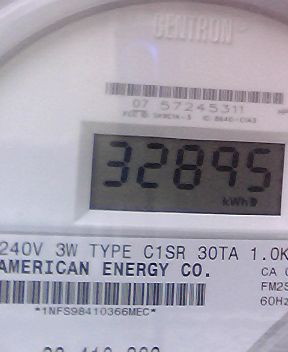 CENTRON
07 57245311
32895
kWh
240V 3W TYPE C1SR 30TA 1.0K
AMERICAN ENERGY CO.
CA
FM2S
60Hz
*1NFS98410366MEC*